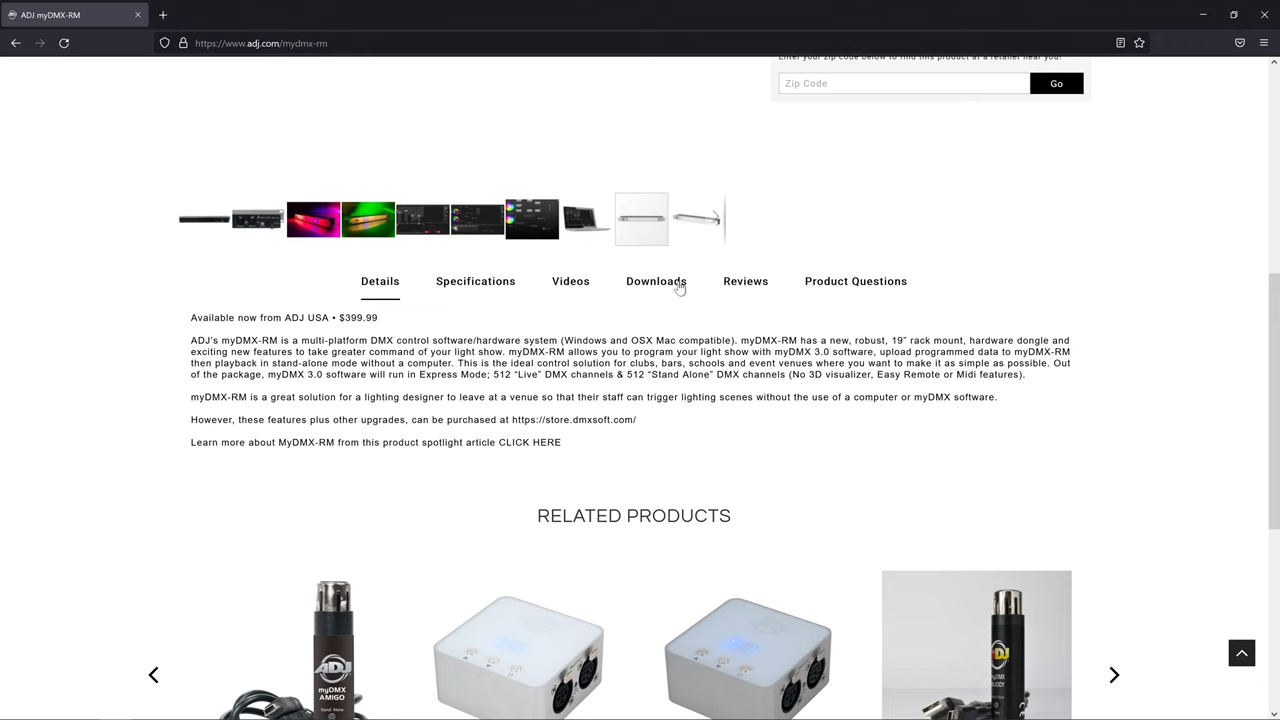 ADJ myDMX-RM
https://www.adj.com/mydmx-rm
Enter your zip code below to find this product at a retailer near you!
Zip Code
Go
Details
Specifications
Videos
Downloads
Reviews
Product Questions
Available now from ADJ USA • $399.99
ADJ's myDMX-RM is a multi-platform DMX control software/hardware system (Windows and OSX Mac compatible). myDMX-RM has a new, robust, 19" rack mount, hardware dongle and
exciting new features to take greater command of your light show. myDMX-RM allows you to program your light show with myDMX 3.0 software, upload programmed data to myDMX-RM
then playback in stand-alone mode without a computer. This is the ideal control solution for clubs, bars, schools and event venues where you want to make it as simple as possible. Out
of the package, myDMX 3.0 software will run in Express Mode; 512 “Live” DMX channels & 512 “Stand Alone” DMX channels (No 3D visualizer, Easy Remote or Midi features).
myDMX-RM is a great solution for a lighting designer to leave at a venue so that their staff can trigger lighting scenes without the use of a computer or myDMX software.
However, these features plus other upgrades, can be purchased at https://store.dmxsoft.com/
Learn more about MyDMX-RM from this product spotlight article CLICK HERE
RELATED PRODUCTS
ADJ
myDMX
AMIGO
Stand Alone
ADJ
myDMX
BUDDY